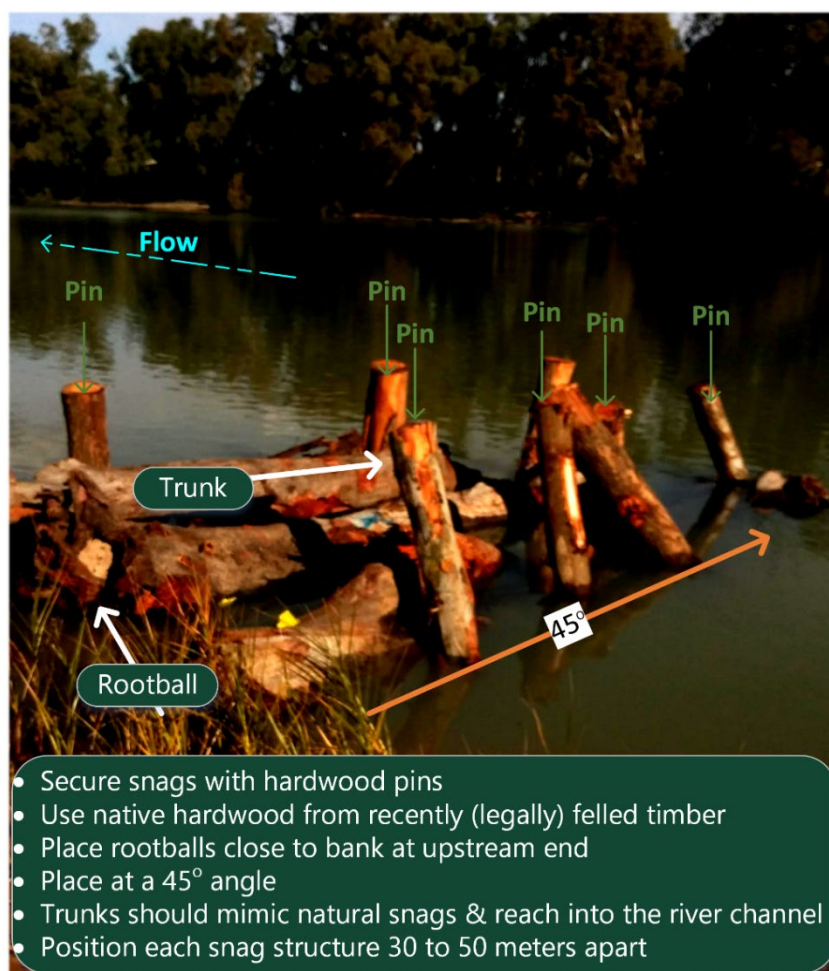 Flow
Pin
Pin
Pin
Pin
Pin
Pin
Trunk
45°
Rootball
• Secure snags with hardwood pins
• Use native hardwood from recently (legally) felled timber
• Place rootballs close to bank at upstream end
• Place at a 45° angle
• Trunks should mimic natural snags & reach into the river channel
• Position each snag structure 30 to 50 meters apart